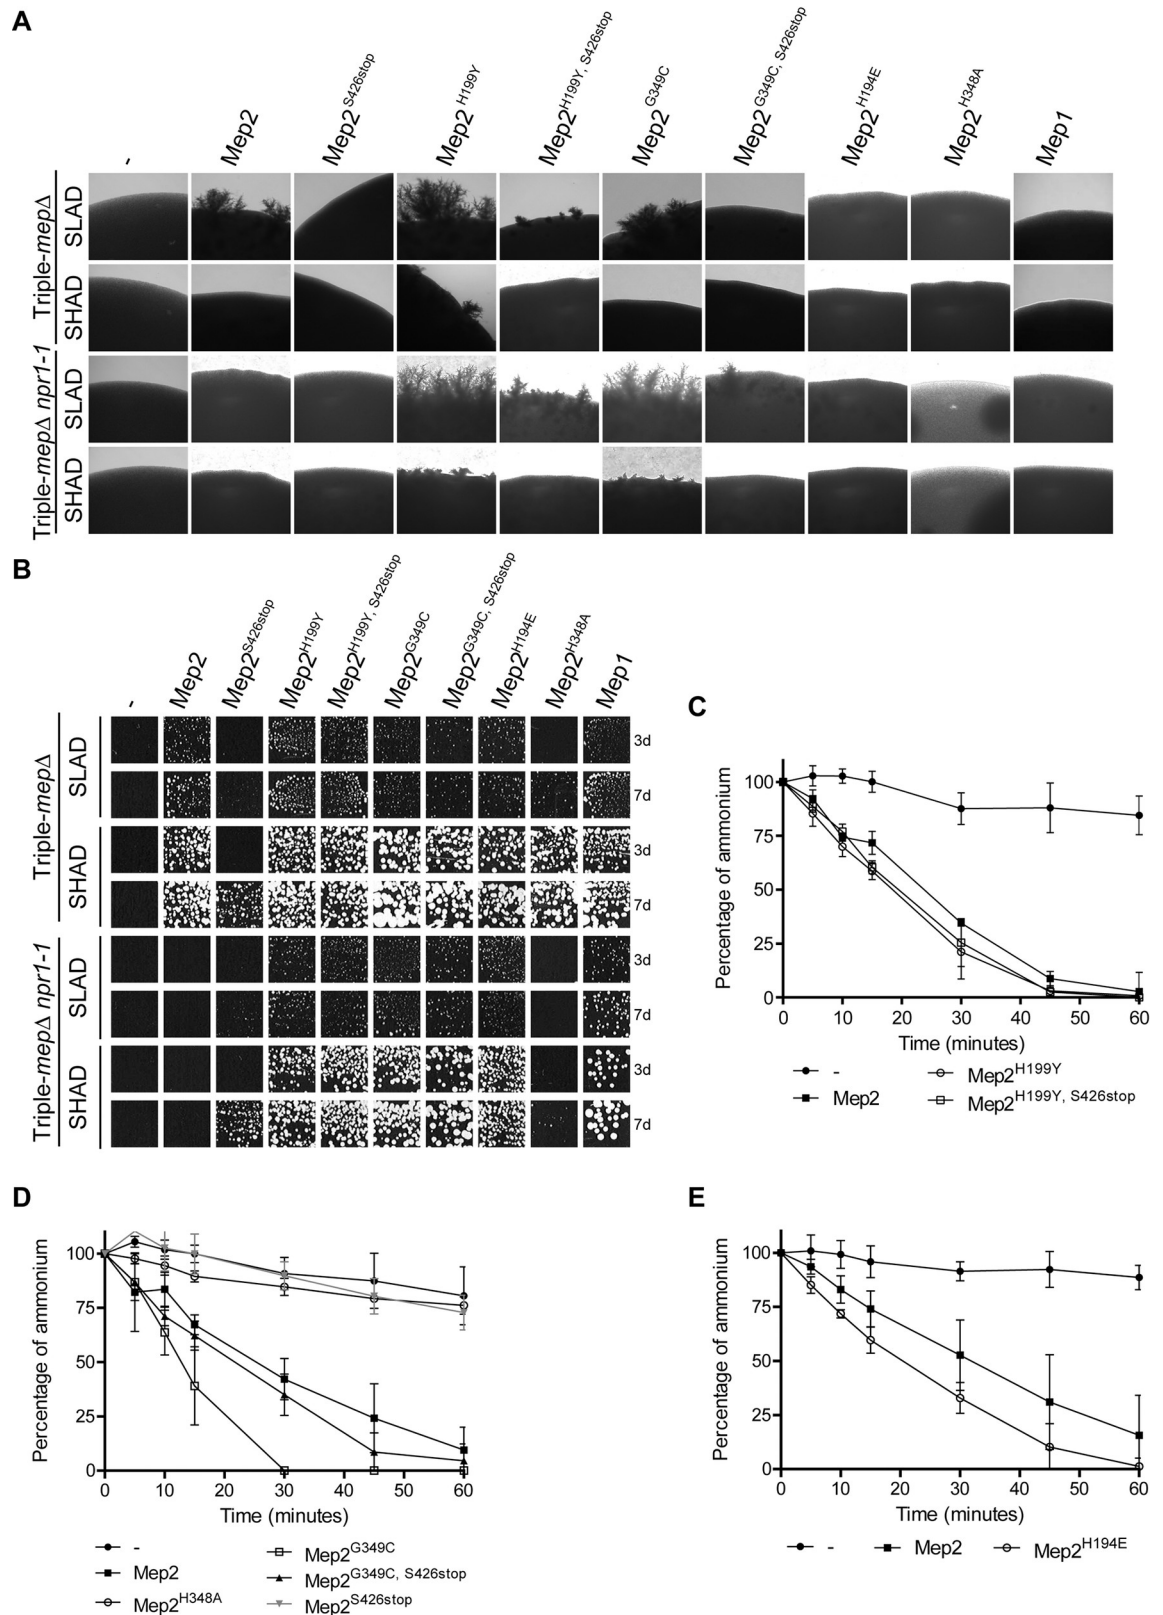 A
-
Mep2
Mep2S426stop
Mep2H199Y
Mep2H199Y, S426stop
Mep2G349C
Mep2G349C, S426stop
Mep2H194E
Mep2H348A
Mep1
Triple-mepΔ
SLAD
SHAD
Triple-mepΔ npr1-1
SLAD
SHAD
B
-
Mep2
Mep2S426stop
Mep2H199Y
Mep2H199Y, S426stop
Mep2G349C
Mep2G349C, S426stop
Mep2H194E
Mep2H348A
Mep1
Triple-mepΔ
SLAD
3d
7d
SHAD
3d
7d
Triple-mepΔ npr1-1
SLAD
3d
7d
SHAD
3d
7d
C
Percentage of ammonium
100
75
50
25
0
0 10 20 30 40 50 60
Time (minutes)
- Mep2H199Y
Mep2 Mep2H199Y, S426stop
D
Percentage of ammonium
100
75
50
25
0
0 10 20 30 40 50 60
Time (minutes)
- Mep2G349C
Mep2 Mep2G349C, S426stop
Mep2H348A Mep2S426stop
E
Percentage of ammonium
100
75
50
25
0
0 10 20 30 40 50 60
Time (minutes)
- Mep2 Mep2H194E